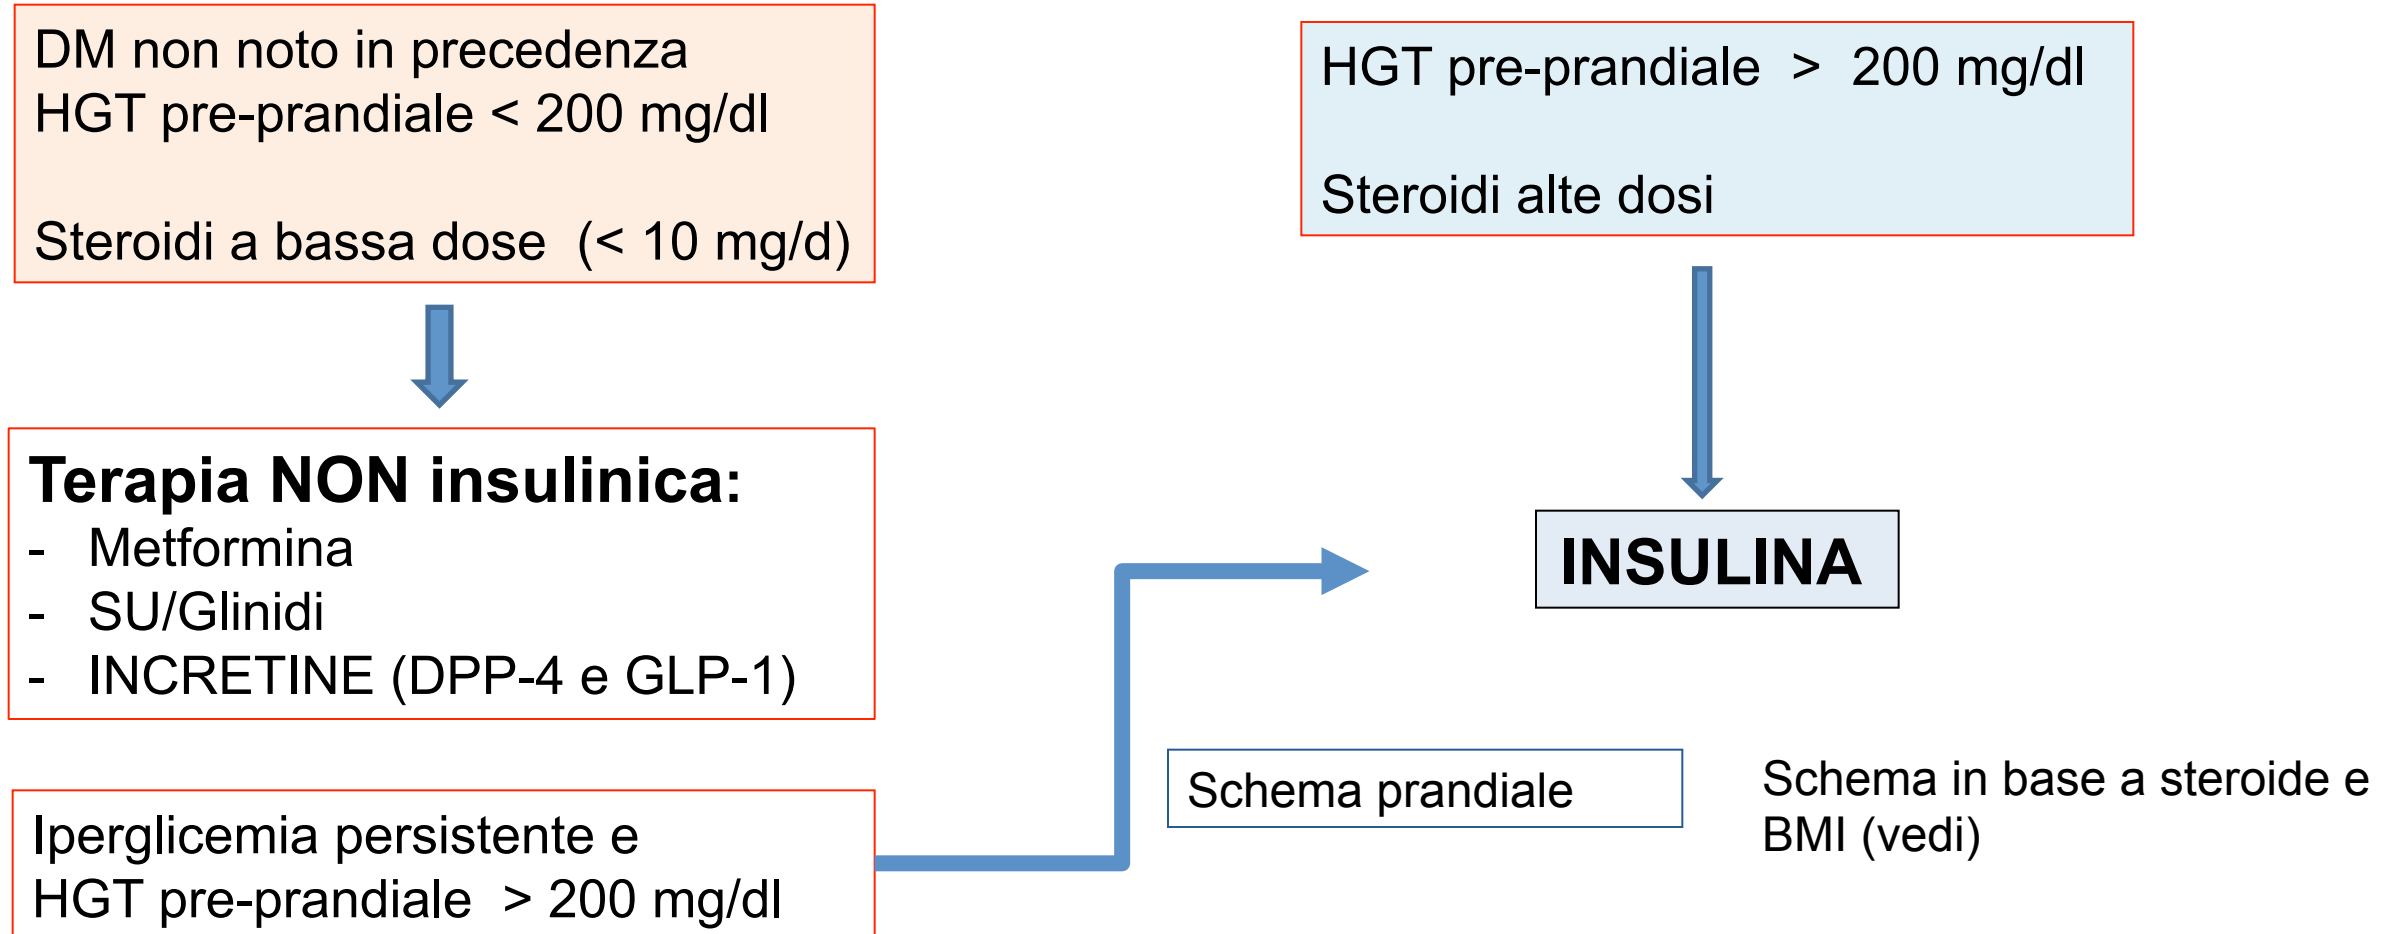 DM non noto in precedenza
HGT pre-prandiale < 200 mg/dl
Steroidi a bassa dose (< 10 mg/d)
HGT pre-prandiale > 200 mg/dl
Steroidi alte dosi
Terapia NON insulinica:
- Metformina
- SU/Glinidi
- INCRETINE (DPP-4 e GLP-1)
INSULINA
Iperglicemia persistente e
HGT pre-prandiale > 200 mg/dl
Schema prandiale
Schema in base a steroide e
BMI (vedi)